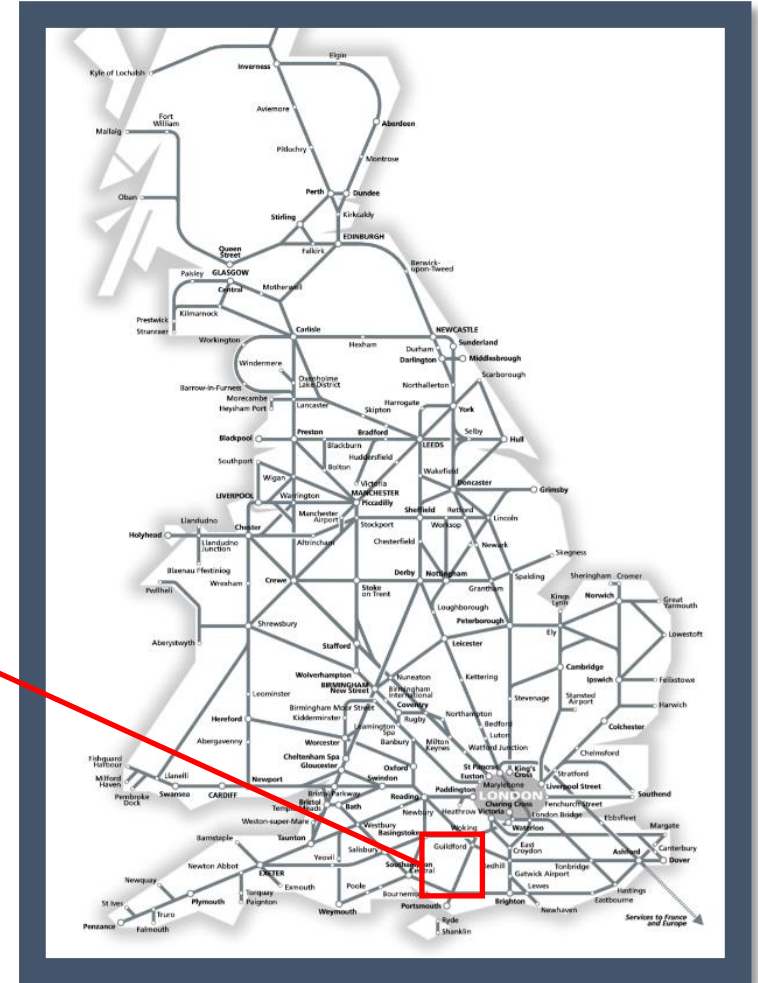 Elgin
Inverness
Kyle of Lochalsh
Aviemore
Fort
William
Mallaig
Aberdeen
Pitlochry
Montrose
Perth
Dundee
Oban
Stirling
Kirkcaldy
EDINBURGH
Falkirk
Queen
Street
Berwick-
upon-Tweed
Paisley
GLASGOW
Central
Motherwell
Prestwick
Kilmarnock
Stranraer
Carlisle
NEWCASTLE
Workington
Hexham
Durham
Sunderland
Darlington
Middlesbrough
Windermere
Scarborough
Oxenholme
Lake District
Barrow-in-Furness
Northallerton
Morecambe
Lancaster
Harrogate
Heysham Port
Skipton
York
Blackpool
Preston
Bradford
Selby
Blackburn
LEEDS
Hull
Huddersfield
Southport
Bolton
Wakefield
Wigan
Victoria
Doncaster
MANCHESTER
Grimsby
LIVERPOOL
Warrington
Piccadilly
Manchester
Airport
Sheffield
Retford
Llandudno
Stockport
Worksop
Lincoln
Chester
Holyhead
Llandudno
Junction
Altrincham
Chesterfield
Newark
Skegness
Blaenau Ffestiniog
Derby
Nottingham
Wrexham
Crewe
Stoke
on Trent
Grantham
Spalding
Sheringham
Cromer
Pwllheli
Kings
Lynn
Norwich
Great
Yarmouth
Loughborough
Peterborough
Shrewsbury
Ely
Lowestoft
Aberystwyth
Stafford
Leicester
Wolverhampton
Cambridge
BIRMINGHAM
New Street
Nuneaton
Kettering
Ipswich
Felixstowe
Birmingham
International
Leominster
Coventry
Stevenage
Stansted
Airport
Harwich
Birmingham Moor Street
Kidderminster
Rugby
Northampton
Hereford
Leamington
Spa
Bedford
Colchester
Worcester
Banbury
Milton
Keynes
Luton
Abergavenny
Watford Junction
Chelmsford
Cheltenham Spa
Fishguard
Harbour
Gloucester
Oxford
St Pancras
King's
Cross
Euston
Stratford
Milford
Haven
Llanelli
Newport
Swindon
Marylebone
Liverpool Street
Pembroke
Dock
Swansea
CARDIFF
Bristol Parkway
Paddington
LONDON
Southend
Reading
Bristol
Temple Meads
Bath
Charing Cross
Fenchurch Street
Newbury
Heathrow
Victoria
London Bridge
Ebbsfleet
Weston-super-Mare
Westbury
Woking
Waterloo
Margate
Barnstaple
Taunton
Basingstoke
Guildford
East
Croydon
Canterbury
Salisbury
Redhill
Ashford
Newton Abbot
Yeovil
Southampton
Central
Tonbridge
Dover
Newquay
EXETER
Gatwick Airport
Exmouth
Poole
Lewes
St Ives
Plymouth
Torquay
Bournemouth
Hastings
Truro
Paignton
Weymouth
Portsmouth
Brighton
Eastbourne
Penzance
Falmouth
Newhaven
Ryde
Services to France
and Europe
Shanklin